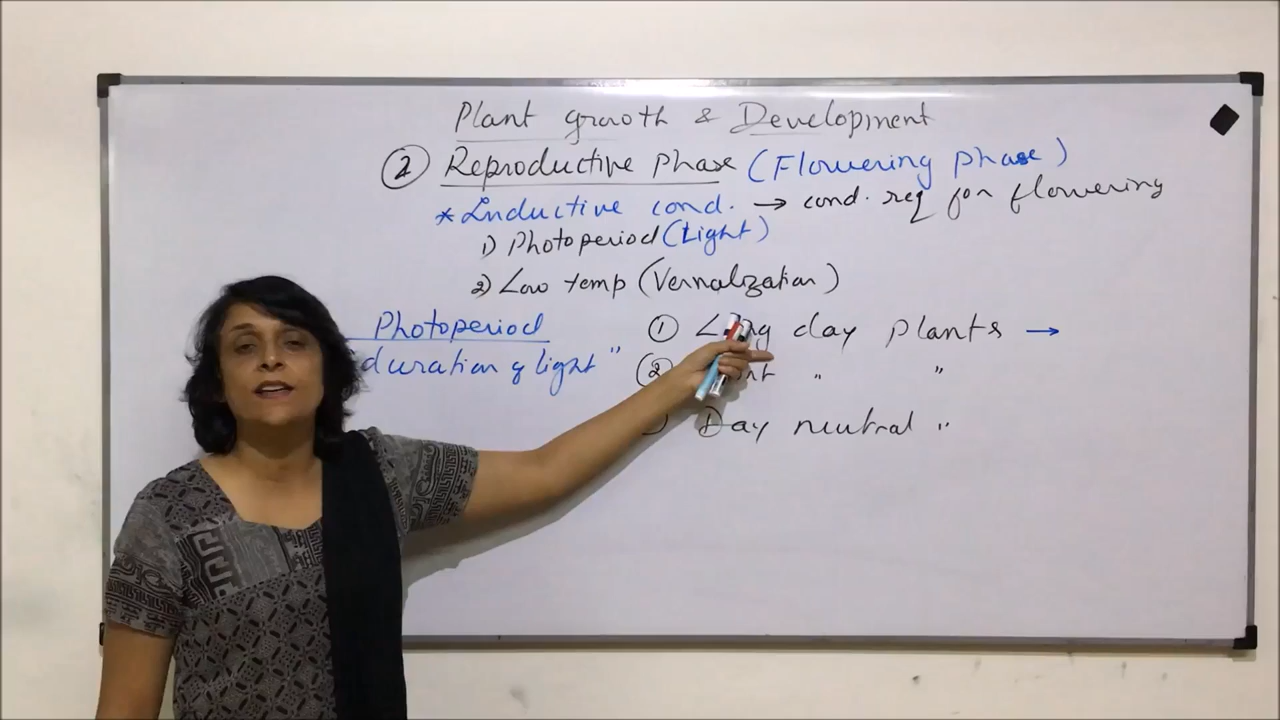 Plant growth & Development
② Reproductive phase (Flowering phase)
* Inductive cond. → cond. req for flowering
1) Photoperiod (Light)
2) Low temp (Vernalization)
Photoperiod
duration of light"
① Long day plants →
② " "
) Day neutral "